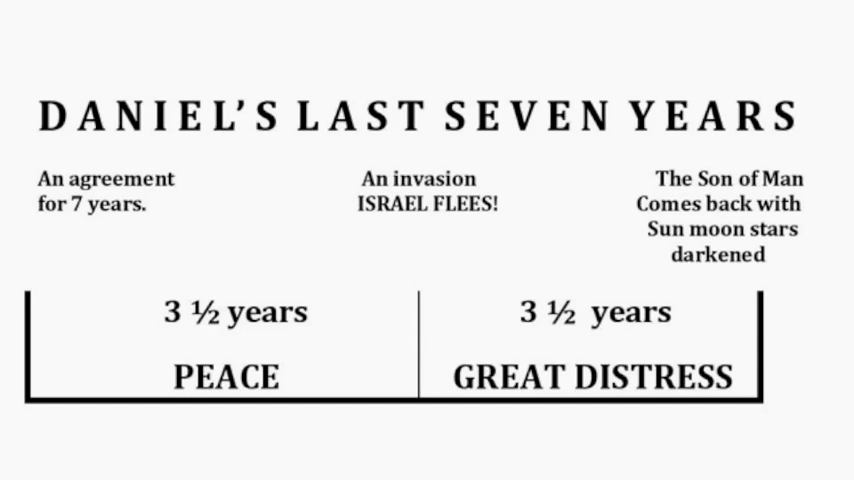 DANIEL'S LAST SEVEN YEARS
An agreement
for 7 years.
An invasion
ISRAEL FLEES!
The Son of Man
Comes back with
Sun moon stars
darkened
3 ½ years
PEACE
3 ½ years
GREAT DISTRESS